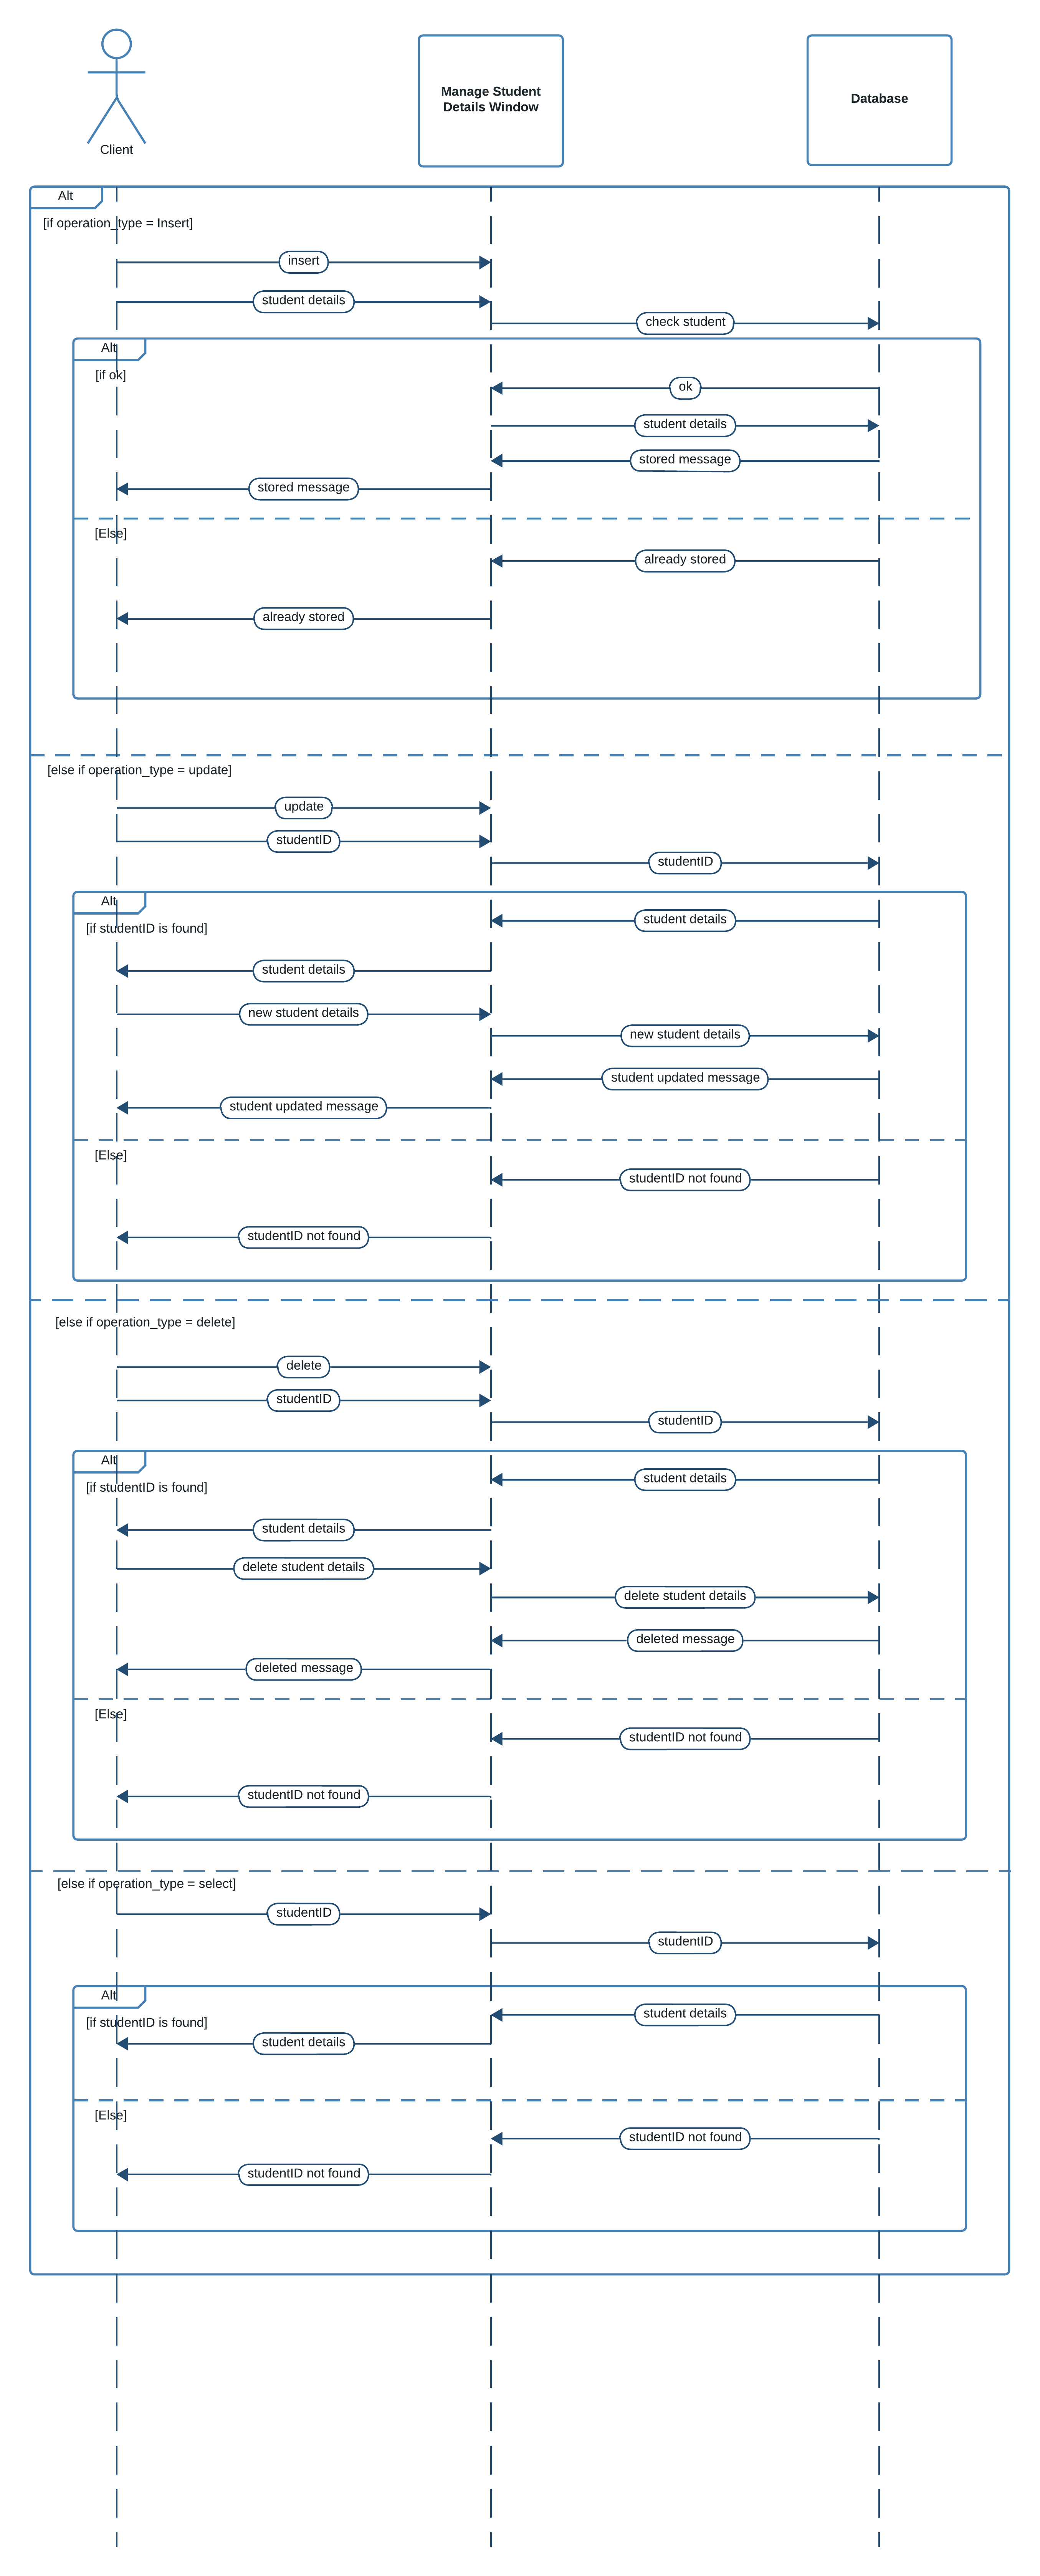 Client
Manage Student
Details Window
Database
Alt
[if operation_type = Insert]
insert
student details
check student
Alt
[if ok]
ok
student details
stored message
stored message
[Else]
already stored
already stored
[else if operation_type = update]
update
studentID
studentID
Alt
student details
[if studentID is found]
student details
new student details
new student details
student updated message
student updated message
[Else]
studentID not found
studentID not found
[else if operation_type = delete]
delete
studentID
studentID
Alt
student details
[if studentID is found]
student details
delete student details
delete student details
deleted message
deleted message
[Else]
studentID not found
studentID not found
[else if operation_type = select]
studentID
studentID
Alt
student details
[if studentID is found]
student details
[Else]
studentID not found
studentID not found